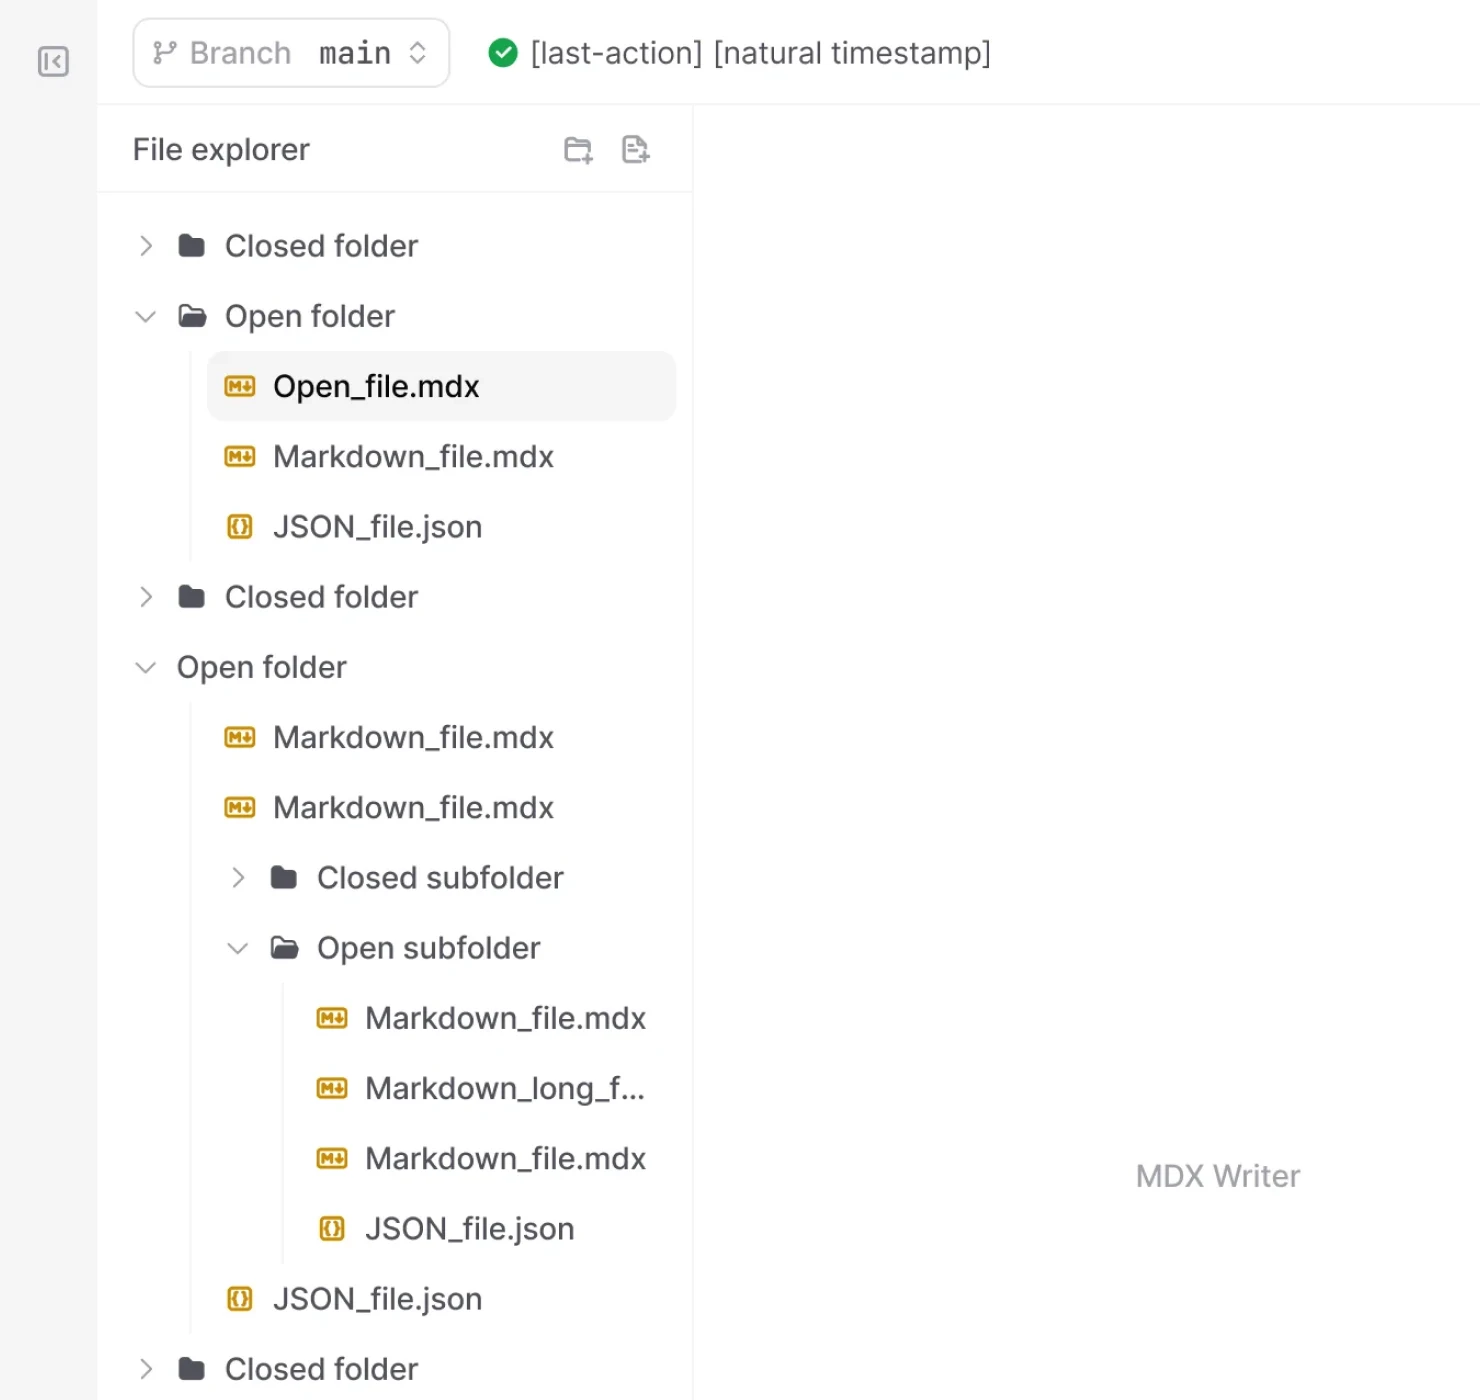 Branch main
[last-action] [natural timestamp]
File explorer
Closed folder
Open folder
Open_file.mdx
Markdown_file.mdx
JSON_file.json
Closed folder
Open folder
Markdown_file.mdx
Markdown_file.mdx
Closed subfolder
Open subfolder
Markdown_file.mdx
Markdown_long_f...
Markdown_file.mdx
JSON_file.json
JSON_file.json
Closed folder
MDX Writer